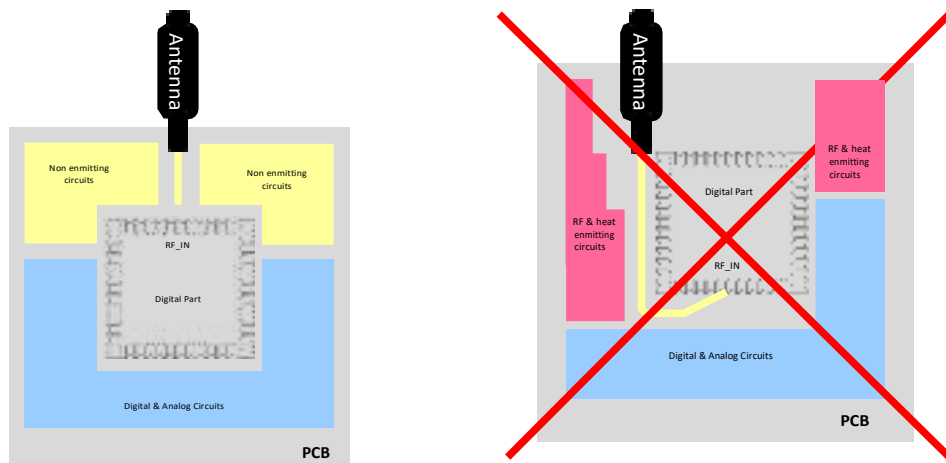 Antenna
Non enmitting
circuits
Non enmitting
circuits
RF_IN
Digital Part
Digital & Analog Circuits
PCB
Antenna
RF & heat
enmitting
circuits
Digital Part
RF & heat
enmitting
circuits
RF_IN
Digital & Analog Circuits
PCB